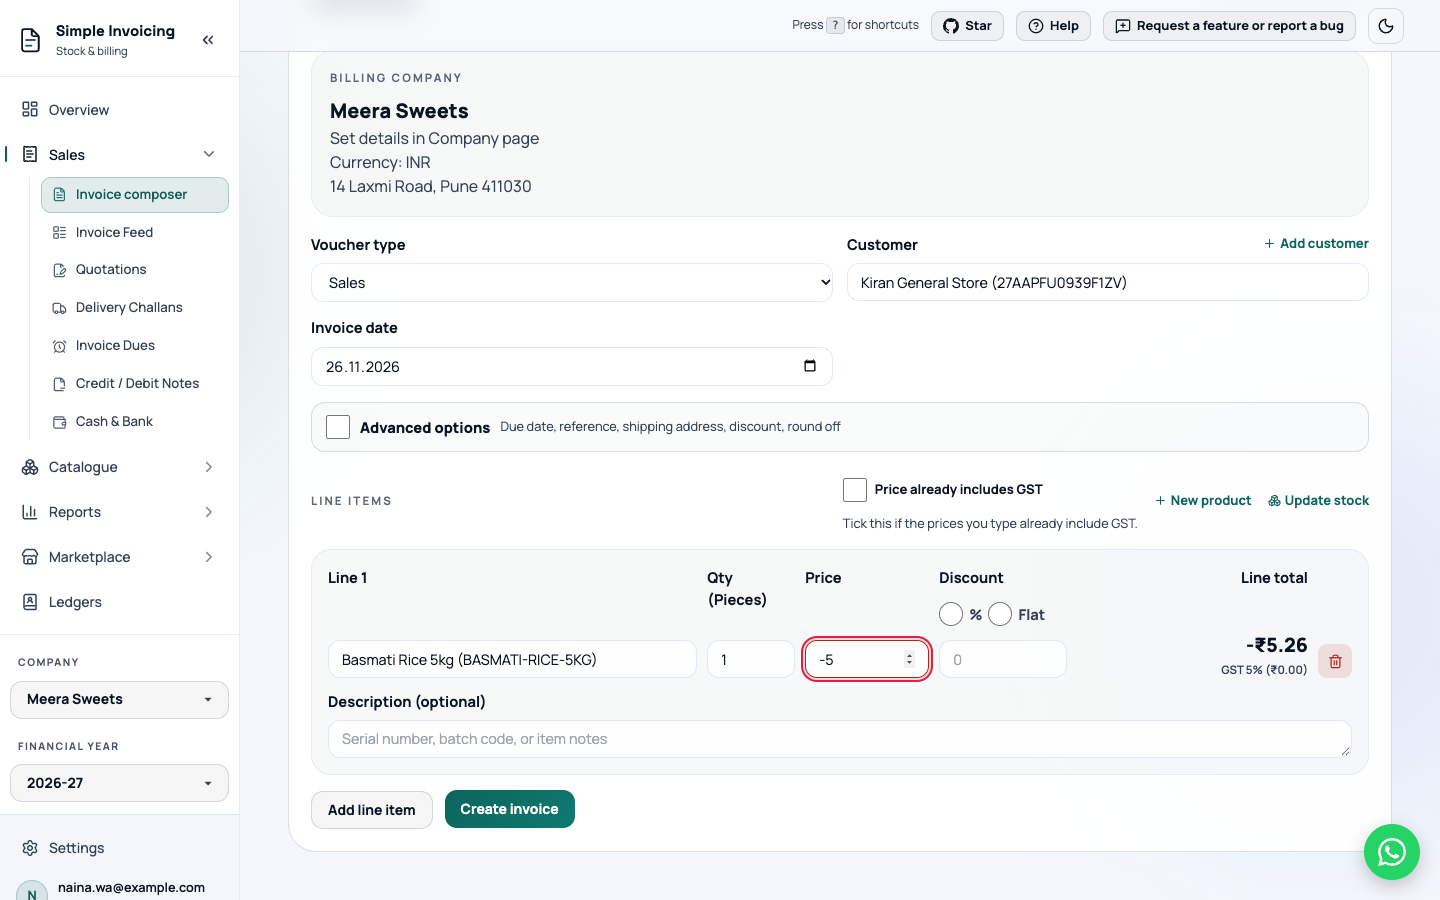 Simple Invoicing
Stock & billing
Press ? for shortcuts
Star
Help
Request a feature or report a bug
Overview
Sales
Invoice composer
Invoice Feed
Quotations
Delivery Challans
Invoice Dues
Credit / Debit Notes
Cash & Bank
Catalogue
Reports
Marketplace
Ledgers
COMPANY
Meera Sweets
FINANCIAL YEAR
2026-27
Settings
N
naina.wa@example.com
BILLING COMPANY
Meera Sweets
Set details in Company page
Currency: INR
14 Laxmi Road, Pune 411030
Voucher type
Sales
Customer
+ Add customer
Kiran General Store (27AAPFU0939F1ZV)
Invoice date
26.11.2026
Advanced options Due date, reference, shipping address, discount, round off
LINE ITEMS
Price already includes GST
Tick this if the prices you type already include GST.
+ New product
Update stock
Line 1
Qty (Pieces)
Price
Discount
% Flat
Line total
Basmati Rice 5kg (BASMATI-RICE-5KG)
1
-5
0
-₹5.26
GST 5% (₹0.00)
Description (optional)
Serial number, batch code, or item notes
Add line item
Create invoice